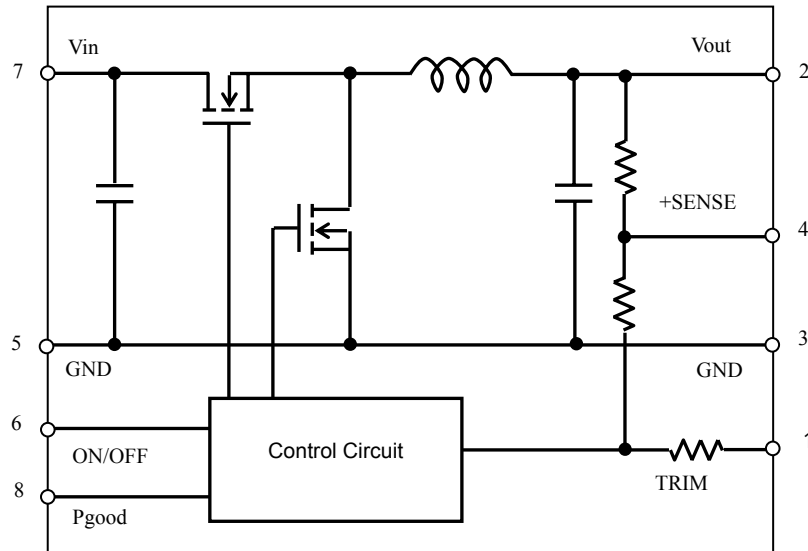 Vin
Vout
7
2
+SENSE
4
5
3
GND
GND
6
ON/OFF
Control Circuit
1
TRIM
8
Pgood